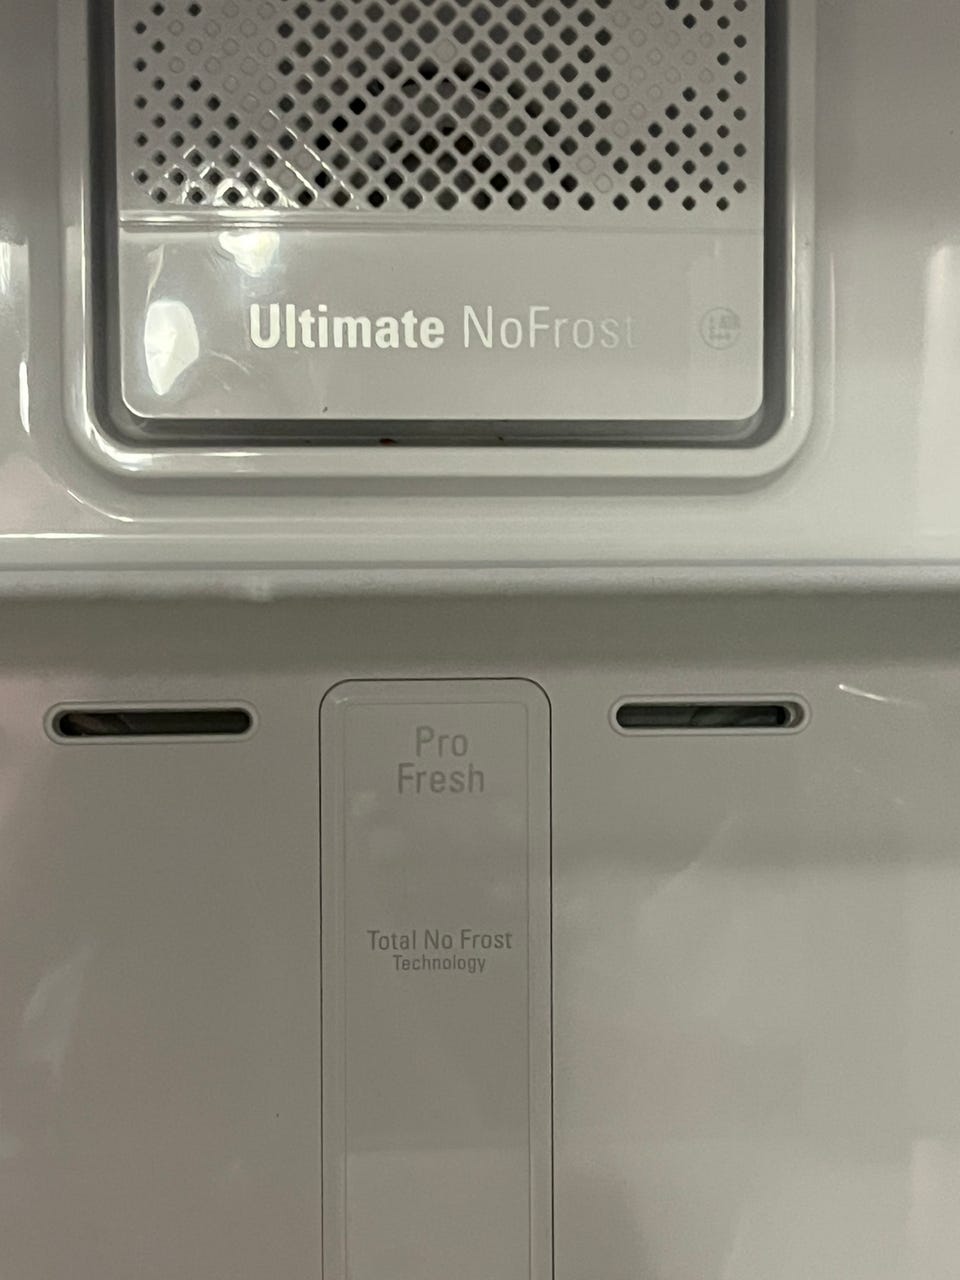 Ultimate NoFrost
Pro
Fresh
Total No Frost
Technology